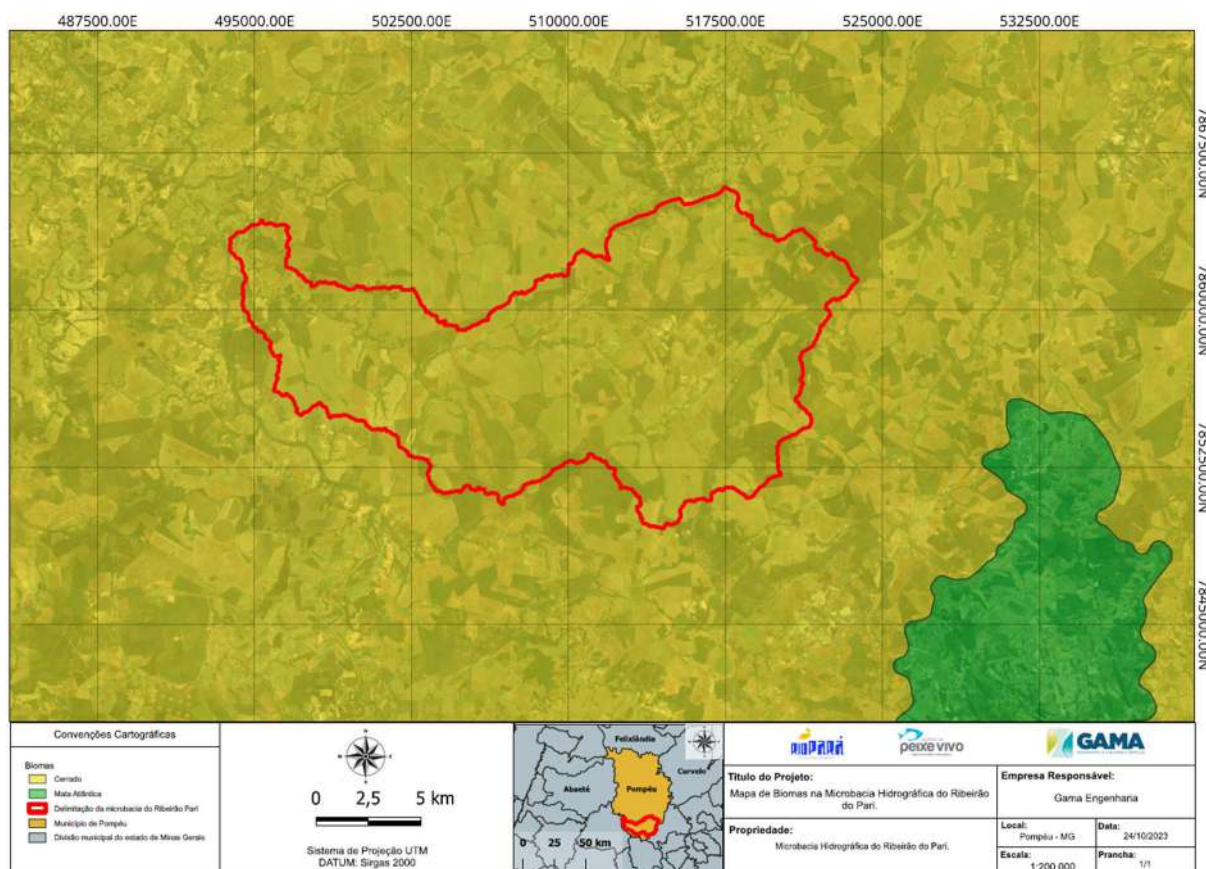 487500.00E 495000.00E 502500.00E 510000.00E 517500.00E 525000.00E 532500.00E
7867500.00N
7860000.00N
7852500.00N
7845000.00N
Convenções Cartográficas
Biomas
Cerrado
Mata Atlântica
Delimitação da microbacia do Ribeirão Pari
Município de Pompéu
Divisão municipal do estado de Minas Gerais
0 2,5 5 km
Sistema de Projeção UTM
DATUM: Sirgas 2000
Felixlândia
Curvelo
Abaeté
Pompéu
0 25 50 km
RIOPARÁ
peixe vivo
GAMA
Título do Projeto:
Mapa de Biomas na Microbacia Hidrográfica do Ribeirão
do Pari.
Empresa Responsável:
Gama Engenharia
Propriedade:
Microbacia Hidrográfica do Ribeirão do Pari.
Local:
Pompéu - MG
Data:
24/10/2023
Escala:
1:200.000
Prancha:
1/1